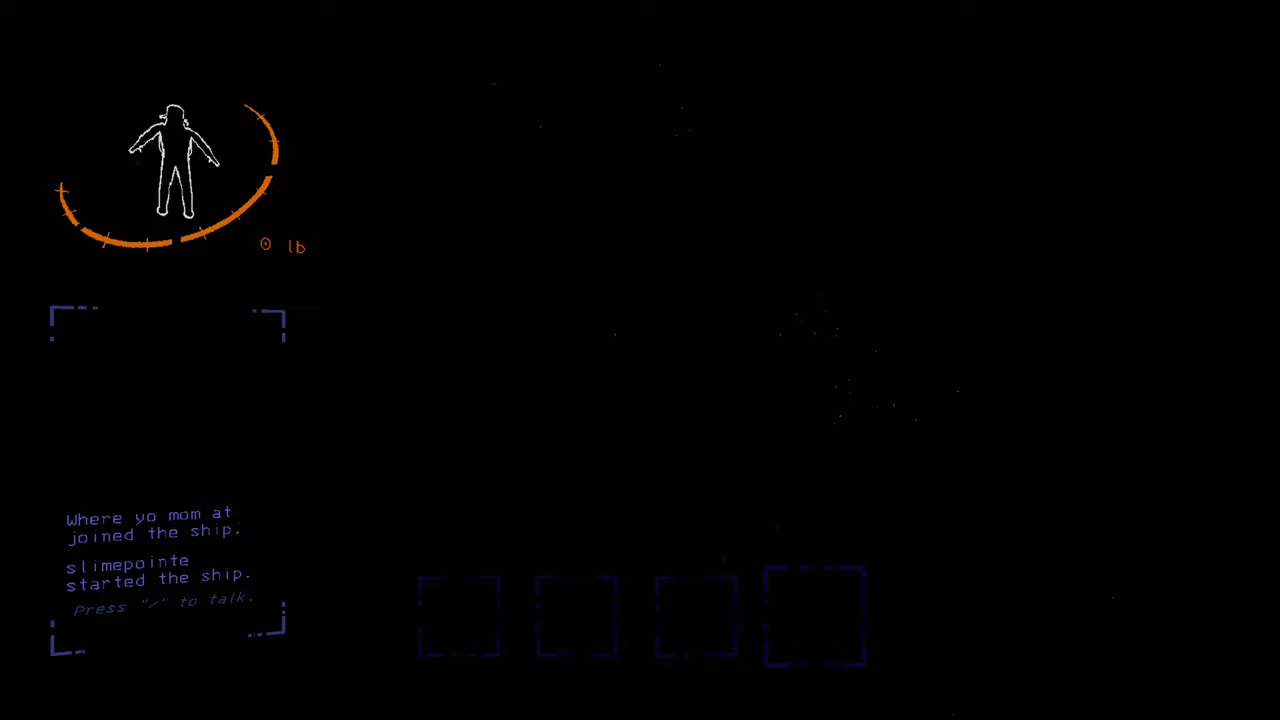 0 lb
Where yo mom at
joined the ship.
slimepointe
started the ship.
Press "/" to talk.